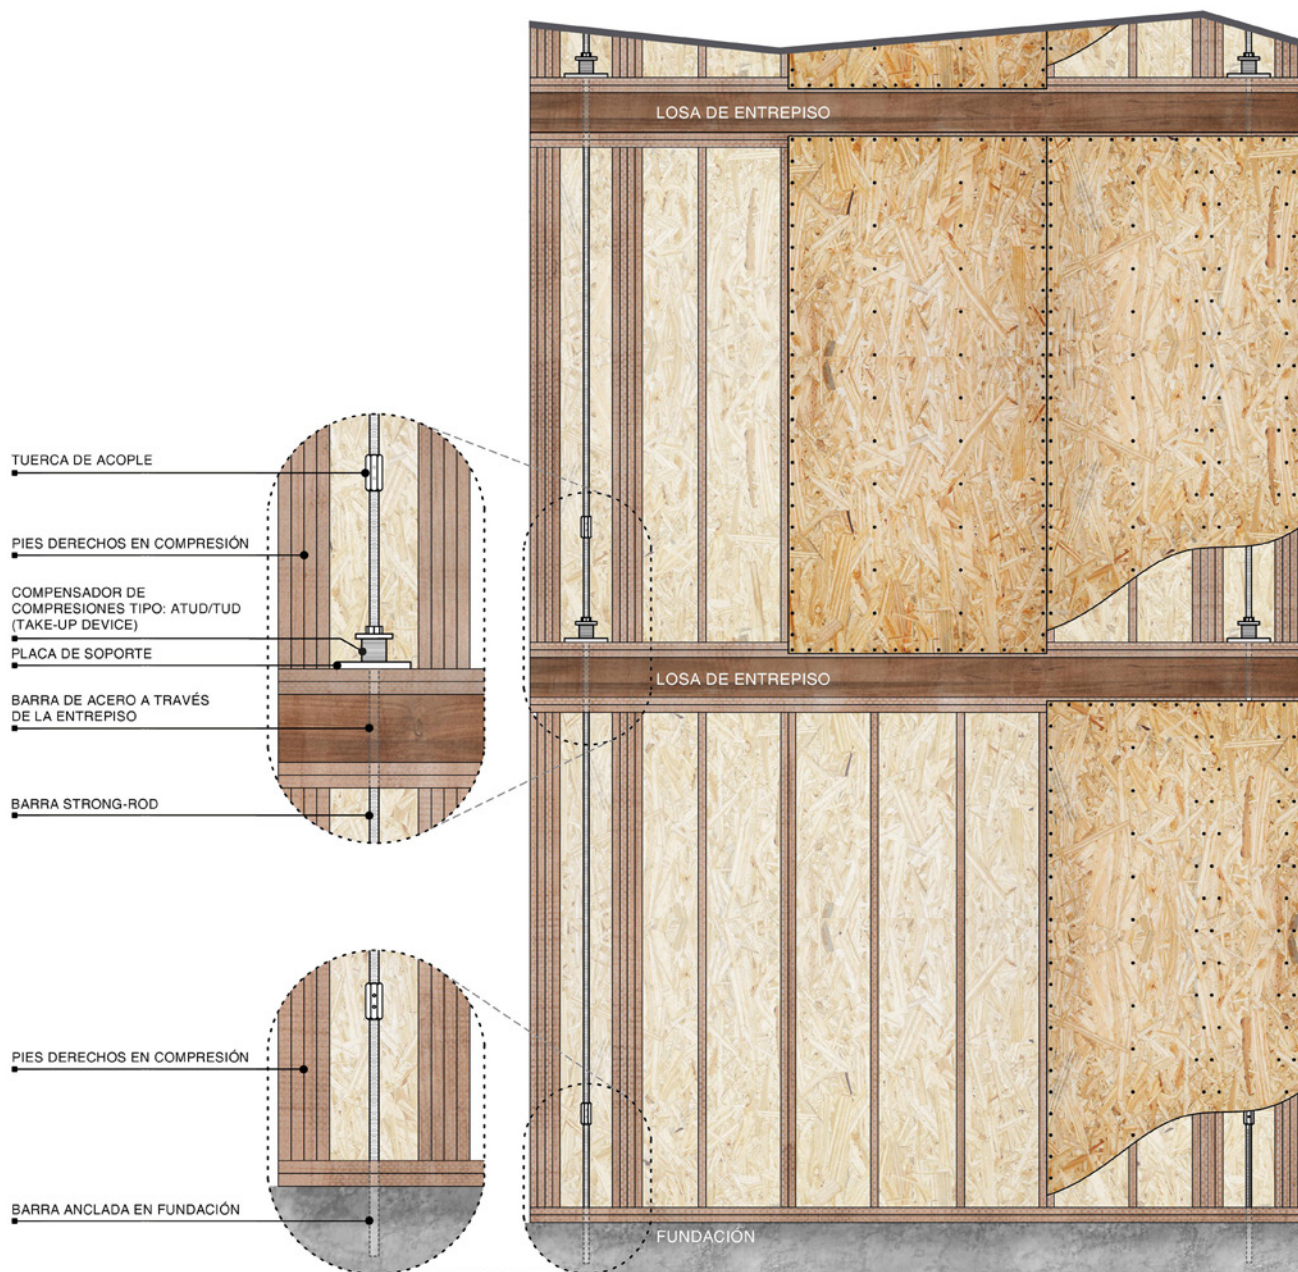 LOSA DE ENTREPISO
TUERCA DE ACOPLE
PIES DERECHOS EN COMPRESIÓN
COMPENSADOR DE
COMPRESIONES TIPO: ATUD/TUD
(TAKE-UP DEVICE)
PLACA DE SOPORTE
LOSA DE ENTREPISO
BARRA DE ACERO A TRAVÉS
DE LA ENTREPISO
BARRA STRONG-ROD
PIES DERECHOS EN COMPRESIÓN
BARRA ANCLADA EN FUNDACIÓN
FUNDACIÓN